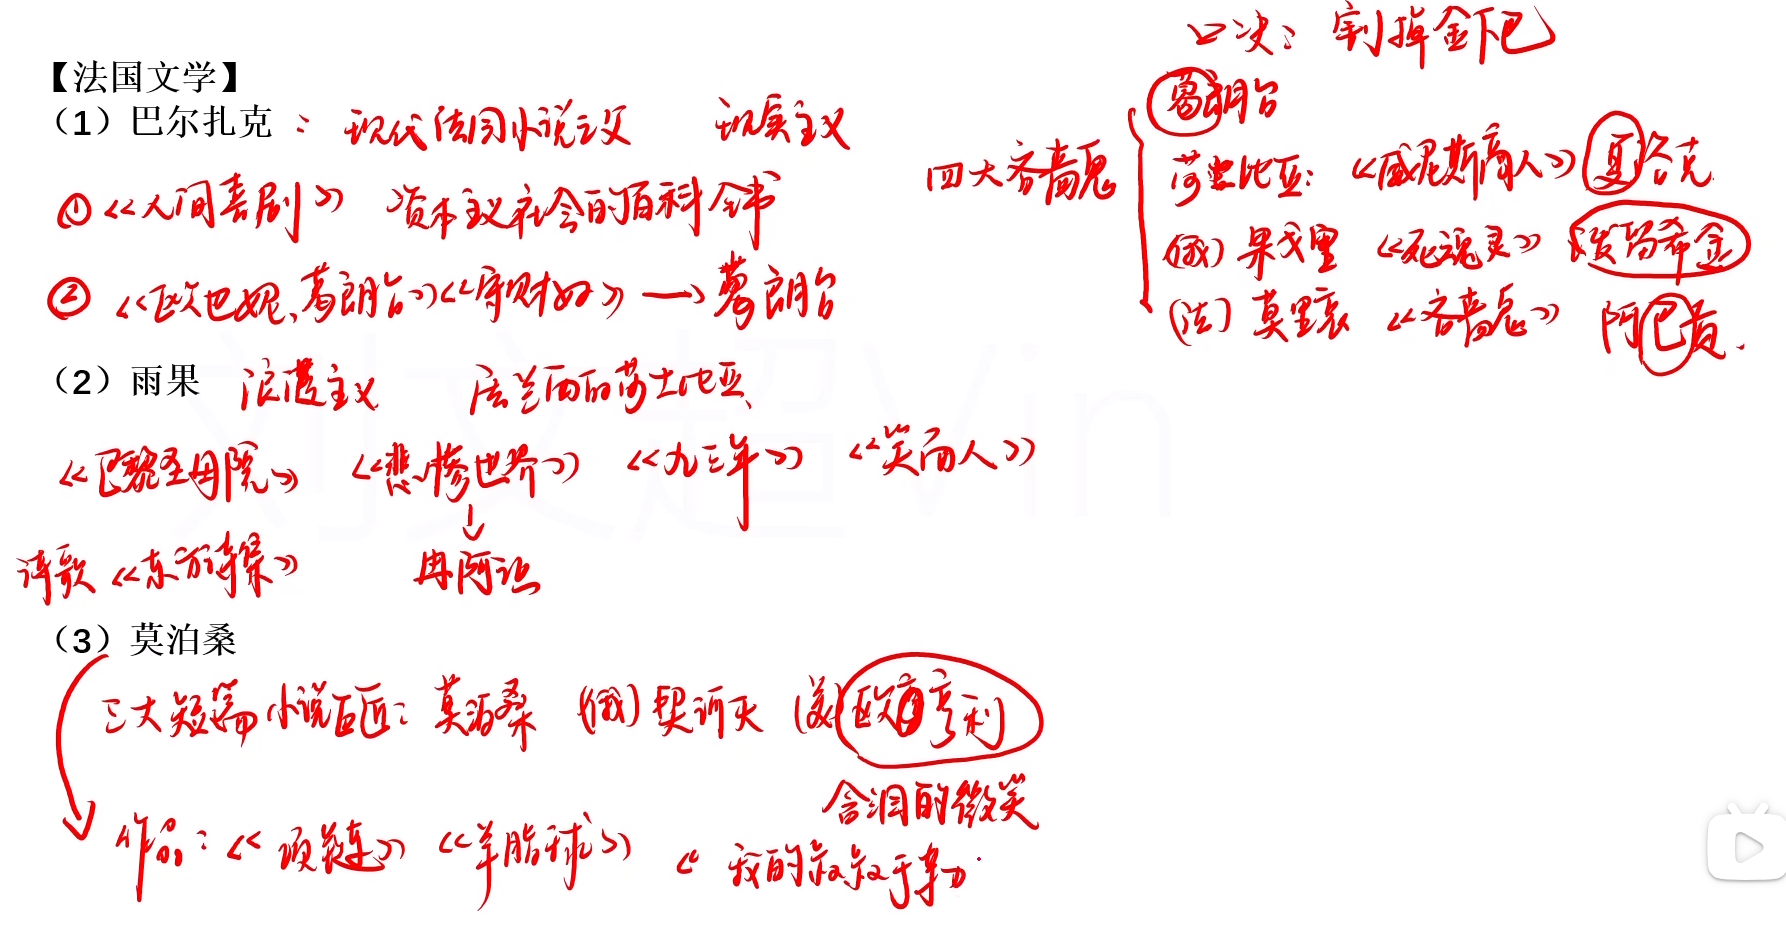 【法国文学】
（1）巴尔扎克：现代法国小说之父 现实主义
①《人间喜剧》 资本主义社会的百科全书
②《欧也妮、葛朗台》《守财奴》→葛朗台
（2）雨果 浪漫主义 法兰西的莎士比亚
《巴黎圣母院》 《悲惨世界》 《九三年》 《笑面人》
↓
诗歌《东方诗集》 冉阿让
（3）莫泊桑
三大短篇小说巨匠：莫泊桑 （俄）契诃夫 （美）欧亨利
含泪的微笑
作品：《项链》 《羊脂球》 《我的叔叔于勒
口决：割掉金下巴
四大吝啬鬼
葛朗台
莎士比亚：《威尼斯商人》夏洛克
（俄）果戈里《死魂灵》泼留希金
（法）莫里哀《吝啬鬼》阿巴贡.
刘文超Vin